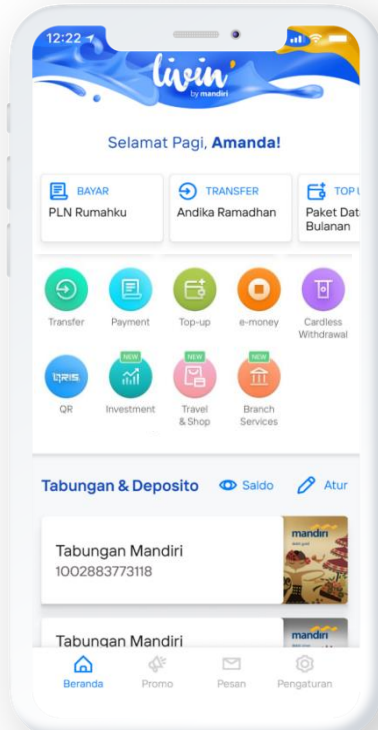 12:22
livin'
by mandiri
Selamat Pagi, Amanda!
BAYAR
PLN Rumahku
TRANSFER
Andika Ramadhan
TOP U
Paket Dat
Bulanan
Transfer
Payment
Top-up
e-money
Cardless
Withdrawal
QRIS
QR
NEW
Investment
NEW
Travel
& Shop
NEW
Branch
Services
Tabungan & Deposito
Saldo
Atur
Tabungan Mandiri
1002883773118
mandiri
Tabungan Mandiri
mandiri
Beranda
Promo
Pesan
Pengaturan